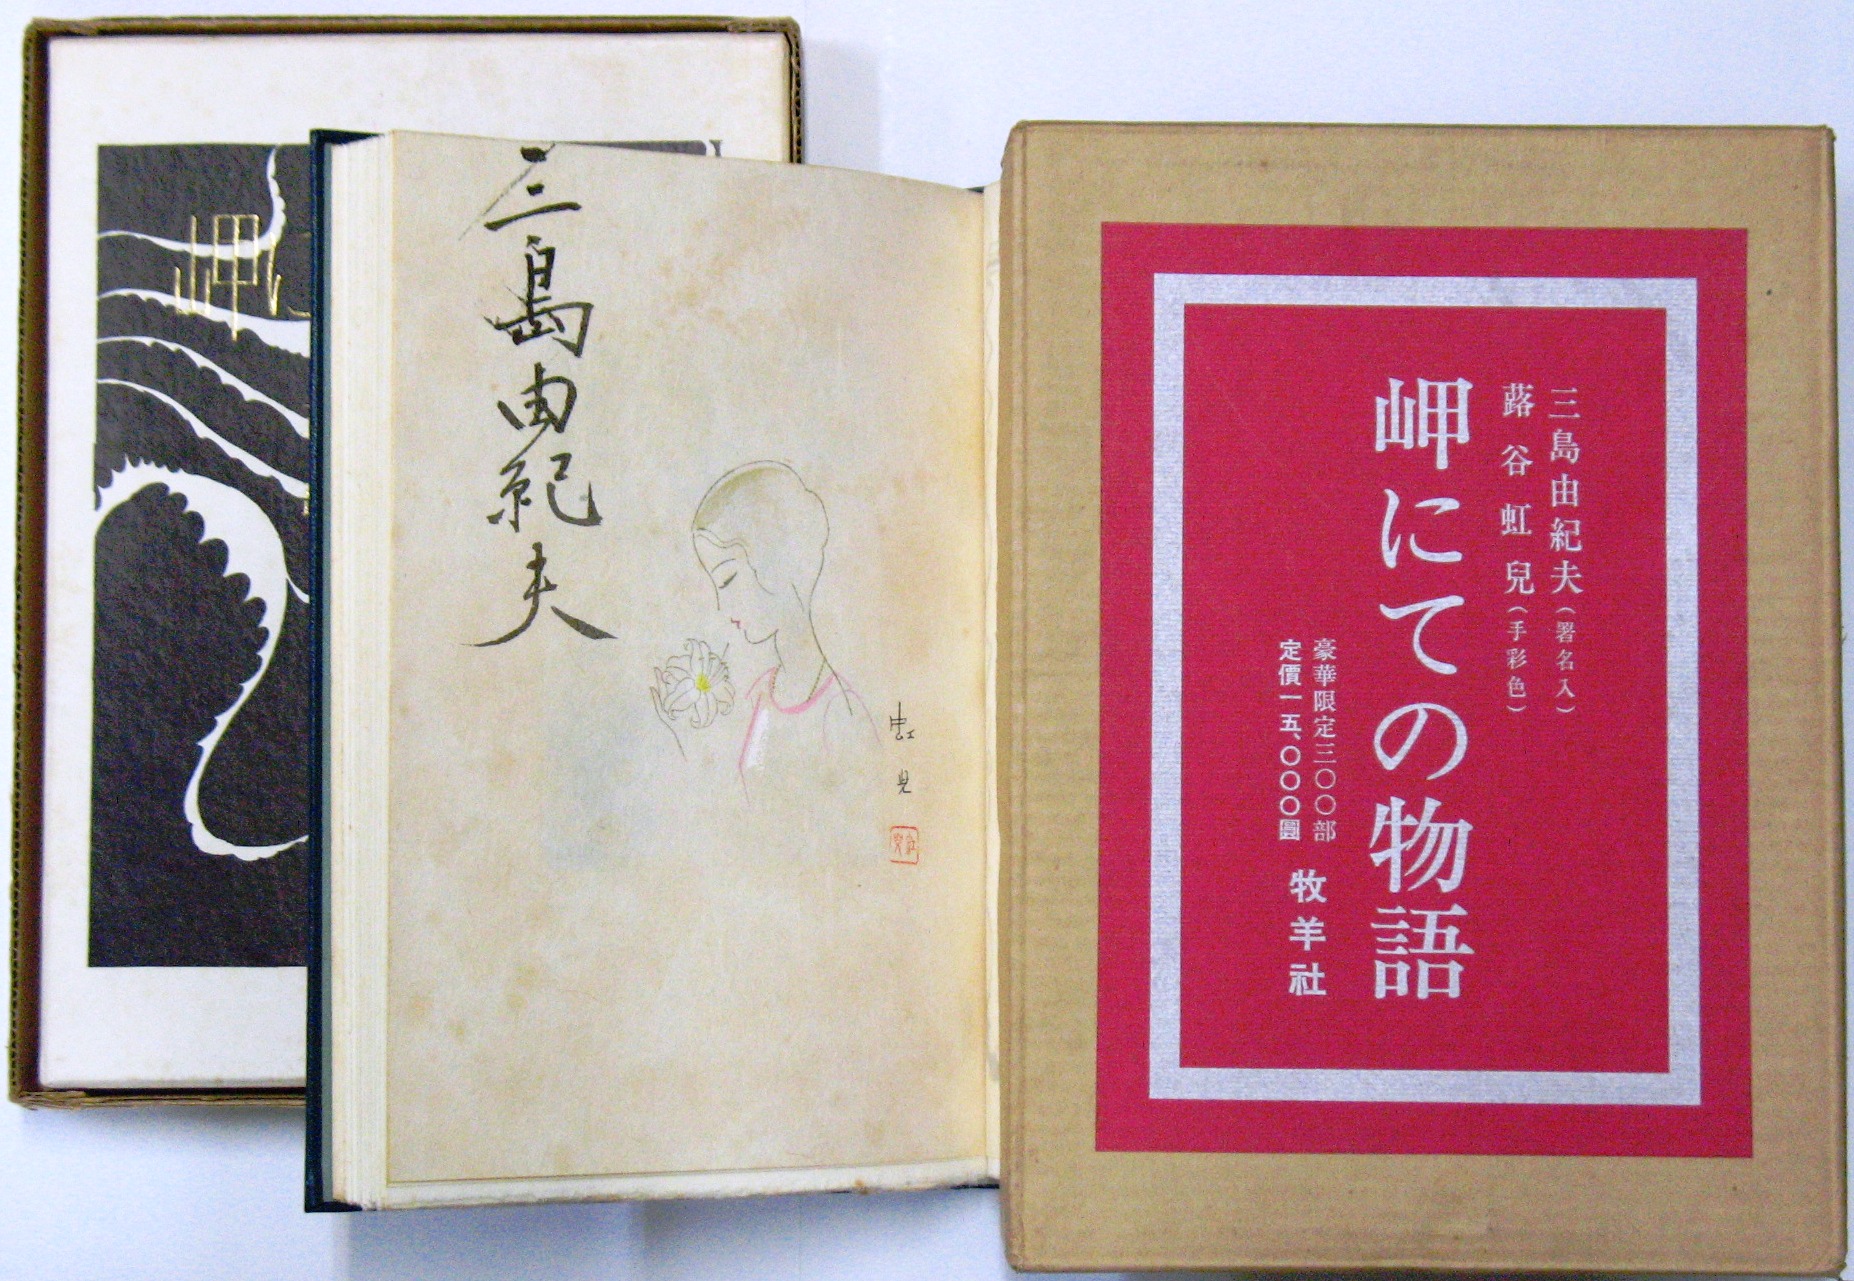 三島由紀夫（署名入）
蕗谷虹兒（手彩色）
岬にての物語
豪華限定三〇〇部
定價一五、〇〇〇圓
牧羊社
三島由紀夫
虹児
岬に